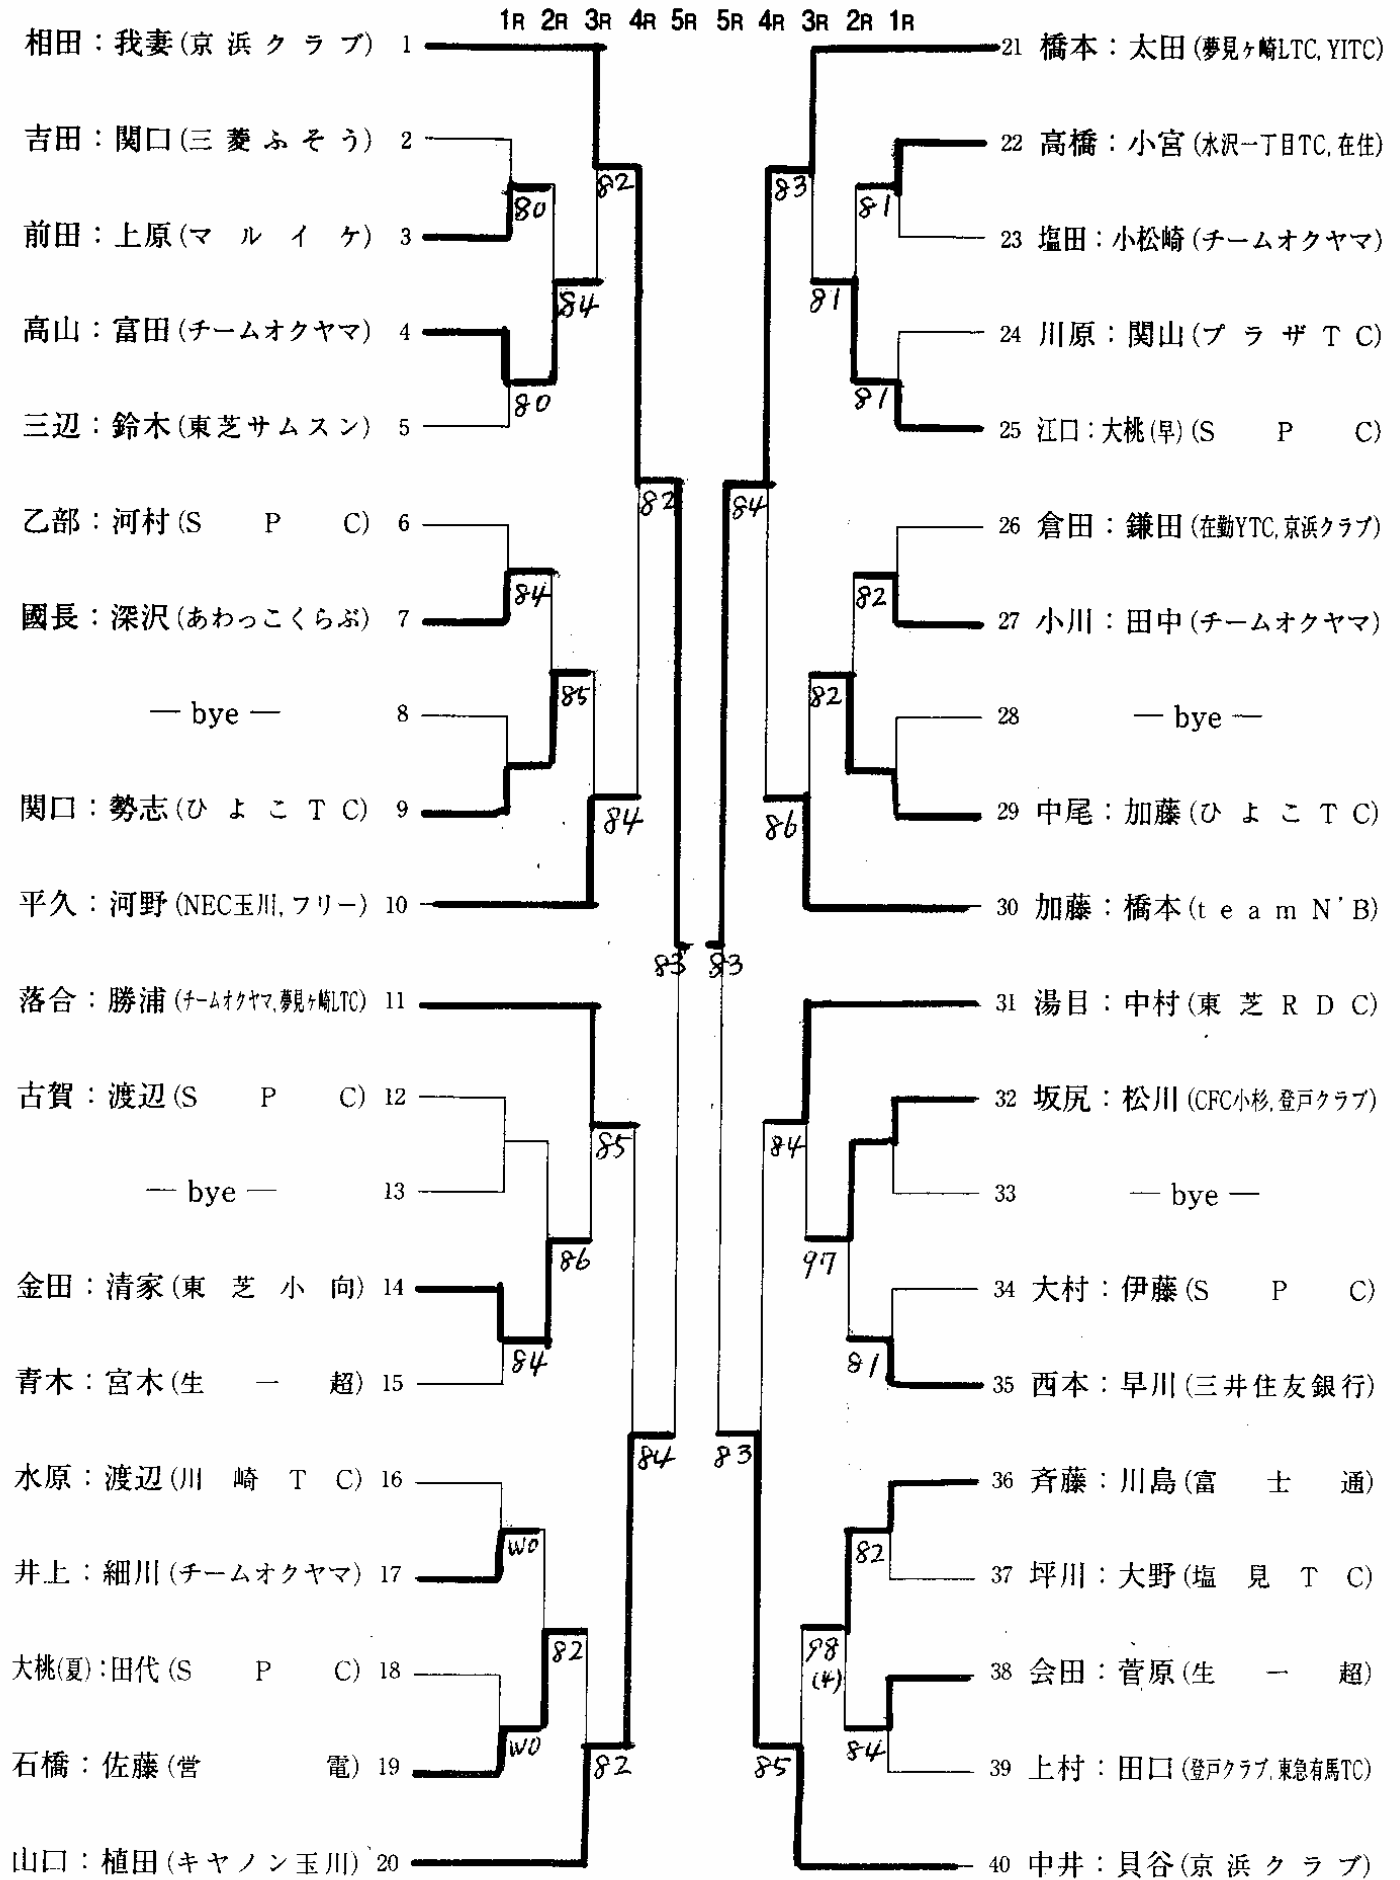 1R 2R 3R 4R 5R 5R 4R 3R 2R 1R
相田：我妻(京浜クラブ) 1
吉田：関口(三菱ふそう) 2
80
前田：上原(マルイケ) 3
82
84
高山：富田(チームオクヤマ) 4
80
三辺：鈴木(東芝サムスン) 5
82
乙部：河村(SPC) 6
84
國長：深沢(あわっこくらぶ) 7
85
― bye ― 8
関口：勢志(ひよこTC) 9
84
平久：河野(NEC玉川, フリー) 10
83
落合：勝浦(チームオクヤマ, 夢見ヶ崎LTC) 11
古賀：渡辺(SPC) 12
85
― bye ― 13
86
金田：清家(東芝小向) 14
84
青木：宮木(生一超) 15
84
水原：渡辺(川崎TC) 16
WO
井上：細川(チームオクヤマ) 17
82
大桃(夏)：田代(SPC) 18
WO
石橋：佐藤(営電) 19
82
山口：植田(キヤノン玉川) 20
21 橋本：太田(夢見ヶ崎LTC, YITC)
22 高橋：小宮(水沢一丁目TC, 在住)
83
81
23 塩田：小松崎(チームオクヤマ)
81
24 川原：関山(プラザTC)
81
25 江口：大桃(早)(SPC)
84
26 倉田：鎌田(在勤YTC, 京浜クラブ)
82
27 小川：田中(チームオクヤマ)
82
28 ― bye ―
29 中尾：加藤(ひよこTC)
86
30 加藤：橋本(teamN'B)
83
31 湯目：中村(東芝RDC)
32 坂尻：松川(CFC小杉, 登戸クラブ)
84
33 ― bye ―
97
34 大村：伊藤(SPC)
81
35 西本：早川(三井住友銀行)
83
36 斉藤：川島(富士通)
82
37 坪川：大野(塩見TC)
98
(4)
38 会田：菅原(生一超)
84
39 上村：田口(登戸クラブ, 東急有馬TC)
85
40 中井：貝谷(京浜クラブ)